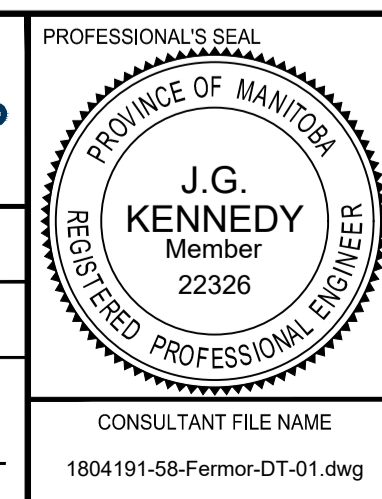 PROFESSIONAL'S SEAL
PROVINCE OF MANITOBA
J.G.
KENNEDY
Member
22326
REGISTERED PROFESSIONAL ENGINEER
CONSULTANT FILE NAME
1804191-58-Fermor-DT-01.dwg